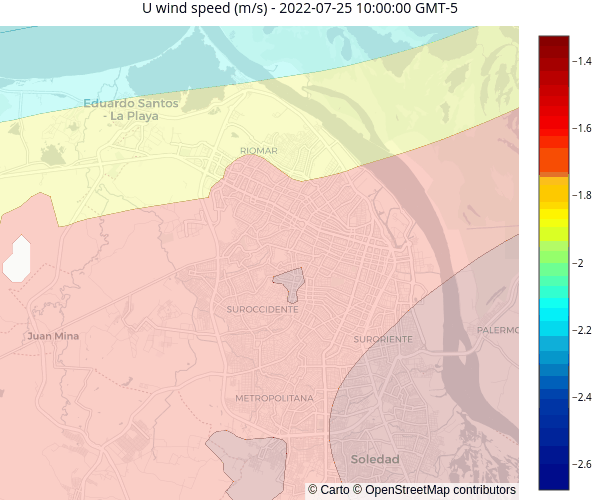 U wind speed (m/s) - 2022-07-25 10:00:00 GMT-5
−1.4
Eduardo Santos
- La Playa
−1.6
RIOMAR
−1.8
−2
SUROCCIDENTE
−2.2
Juan Mina
SURORIENTE
PALERMO
METROPOLITANA
−2.4
Soledad
−2.6
© Carto © OpenStreetMap contributors